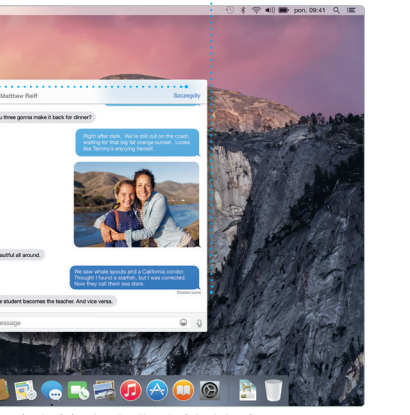 pon. 09:41
Matthew Reiff
Szczegóły
u three gonna make it back for dinner?
Right after dark. We're still out on the coast
waiting for that big fat orange sunset. Looks
like Tammy's enjoying herself.
autiful all around.
We saw whale spouts and a California condor.
Thought I found a starfish, but I was corrected.
Now they call them sea stars.
e student becomes the teacher. And vice versa.
essage